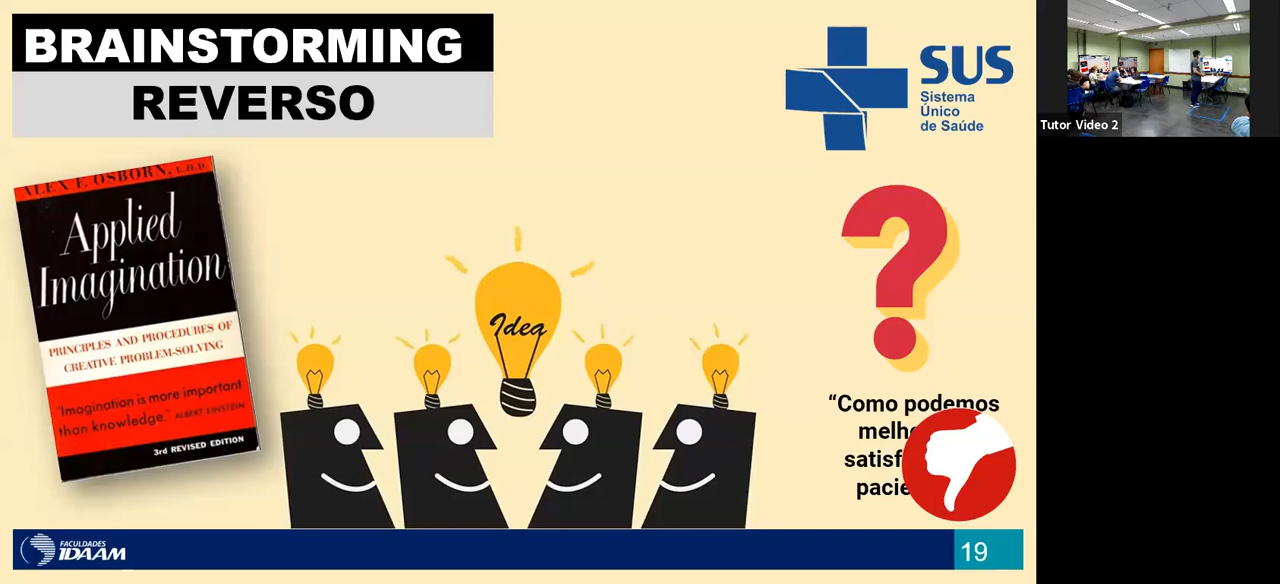 BRAINSTORMING
REVERSO
SUS
Sistema
Único
de Saúde
ALEX F. OSBORN, L.H.D.
Applied
Imagination
PRINCIPLES AND PROCEDURES OF
CREATIVE PROBLEM-SOLVING
"Imagination is more important
than knowledge." ALBERT EINSTEIN
3rd REVISED EDITION
Idea
“Como podemos
FACULDADES
IDAAM
19
Tutor Video 2